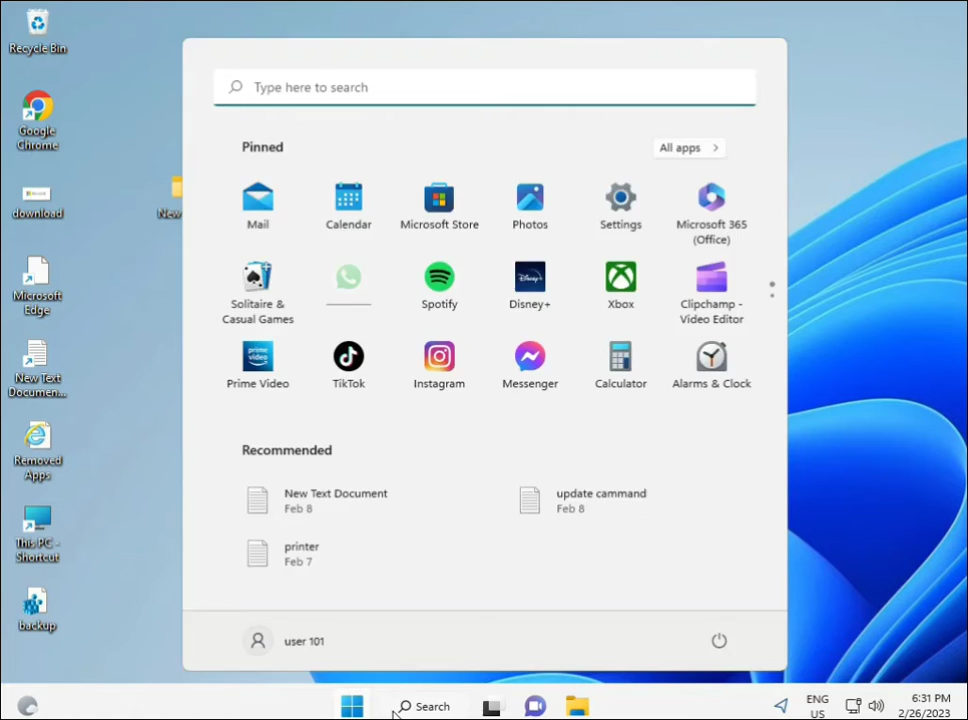 Recycle Bin
Google
Chrome
download
Microsoft
Edge
New Text
Documen...
Removed
Apps
This PC -
Shortcut
backup
New
Type here to search
Pinned
All apps
Mail
Calendar
Microsoft Store
Photos
Settings
Microsoft 365
(Office)
Solitaire &
Casual Games
Spotify
Disney+
Xbox
Clipchamp -
Video Editor
prime
video
Prime Video
TikTok
Instagram
Messenger
Calculator
Alarms & Clock
Recommended
New Text Document
Feb 8
update cammand
Feb 8
printer
Feb 7
user 101
Search
ENG
US
6:31 PM
2/26/2023